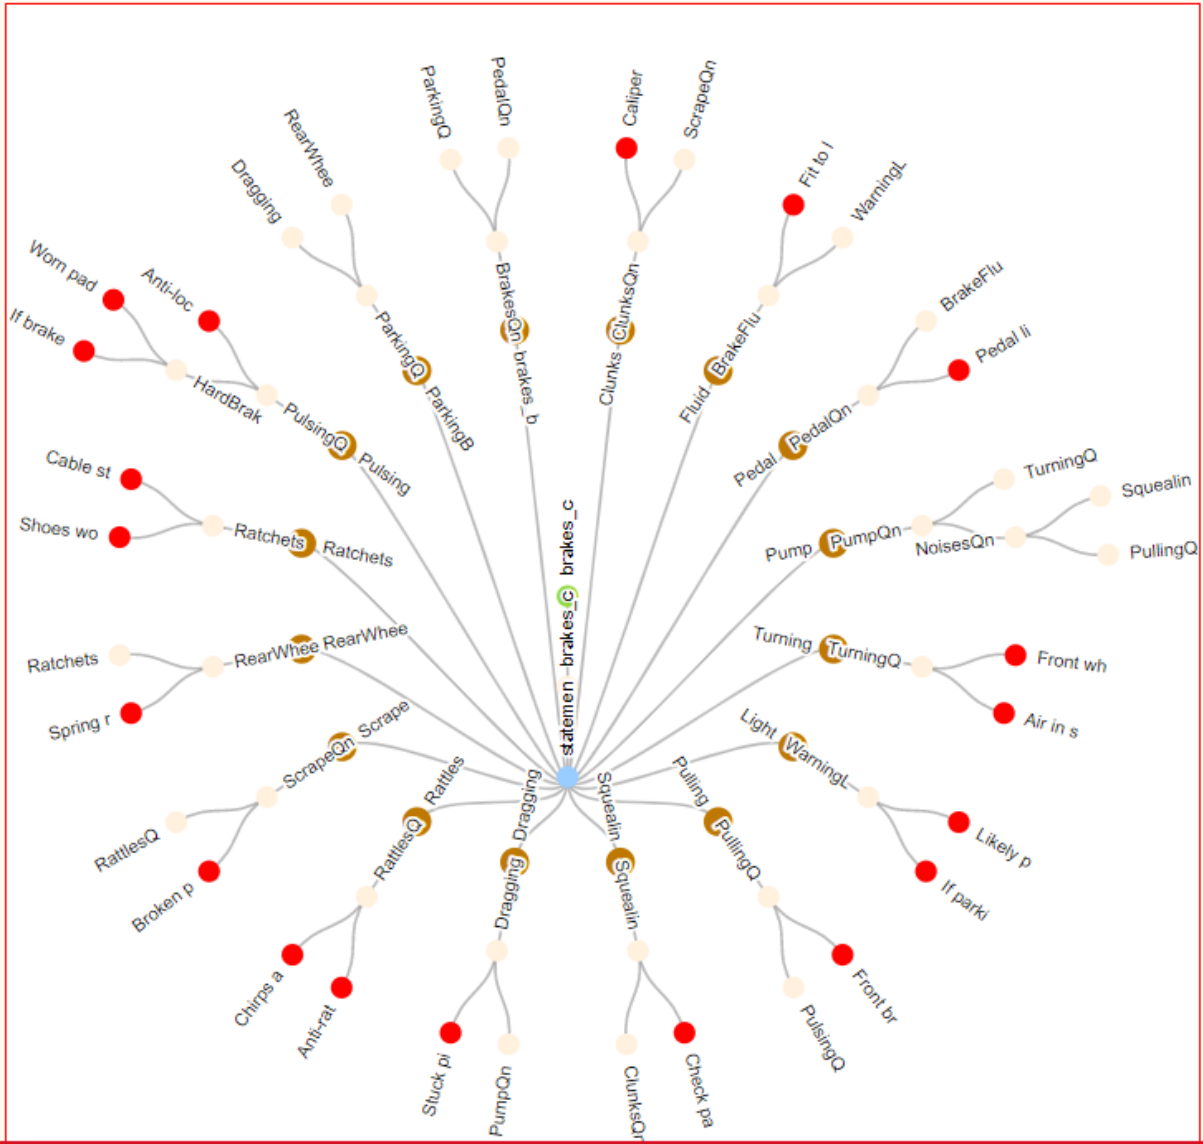 ParkingQ
PedalQn
BrakesQn
brakes_b
Caliper
ScrapeQn
ClunksQn
Clunks
Fit to l
WarningL
BrakeFlu
Fluid
BrakeFlu
Pedal li
PedalQn
Pedal
TurningQ
Squealin
PullingQ
NoisesQn
PumpQn
Pump
Front wh
Air in s
TurningQ
Turning
Likely p
If parki
WarningL
Light
Front br
PulsingQ
PullingQ
Pulling
Check pa
ClunksQn
Squealin
Squealin
PumpQn
Stuck pi
Dragging
Dragging
Anti-rat
Chirps a
RattlesQ
Rattles
Broken p
RattlesQ
ScrapeQn
Scrape
Spring r
Ratchets
RearWhee
RearWhee
Shoes wo
Cable st
Ratchets
Ratchets
If brake
Worn pad
Anti-loc
HardBrak
PulsingQ
Pulsing
Dragging
RearWhee
ParkingQ
ParkingB
statemen
brakes_c
brakes_c